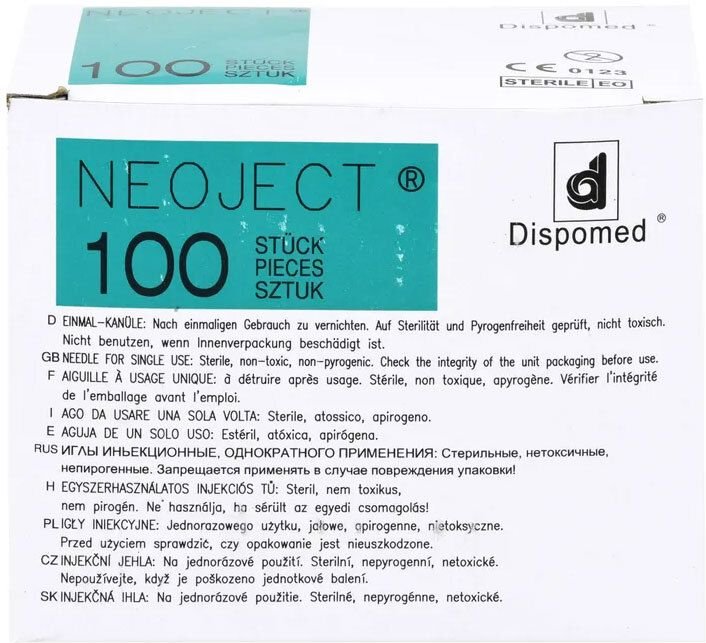 NEOJECT®
100 STÜCK
PIECES
SZTUK
Dispomed®
CE 0123
STERILE EO
NEOJECT ®
100 STÜCK
PIECES
SZTUK
d
Dispomed ®
D EINMAL-KANÜLE: Nach einmaligen Gebrauch zu vernichten. Auf Sterilität und Pyrogenfreiheit geprüft, nicht toxisch.
Nicht benutzen, wenn Innenverpackung beschädigt ist.
GB NEEDLE FOR SINGLE USE: Sterile, non-toxic, non-pyrogenic. Check the integrity of the unit packaging before use.
F AIGUILLE À USAGE UNIQUE: à détruire après usage. Stérile, non toxique, apyrogène. Vérifier l'intégrité
de l'emballage avant l'emploi.
I AGO DA USARE UNA SOLA VOLTA: Sterile, atossico, apirogeno.
E AGUJA DE UN SOLO USO: Estéril, atóxica, apirógena.
RUS ИГЛЫ ИНЬЕКЦИОННЫЕ, ОДНОКРАТНОГО ПРИМЕНЕНИЯ: Стерильные, нетоксичные,
непирогенные. Запрещается применять в случае повреждения упаковки!
H EGYSZERHASZNÁLATOS INJEKCIÓS TŰ: Steril, nem toxikus,
nem pirogén. Ne használja, ha sérült az egyedi csomagolás!
PL IGŁY INIEKCYJNE: Jednorazowego użytku, jałowe, apirogenne, nietoksyczne.
Przed użyciem sprawdzić, czy opakowanie jest nieuszkodzone.
CZ INJEKČNÍ JEHLA: Na jednorázové použití. Sterilní, nepyrogenní, netoxické.
Nepoužívejte, když je poškozeno jednotkové balení.
SK INJEKČNÁ IHLA: Na jednorázové použitie. Sterilné, nepyrogénne, netoxické.